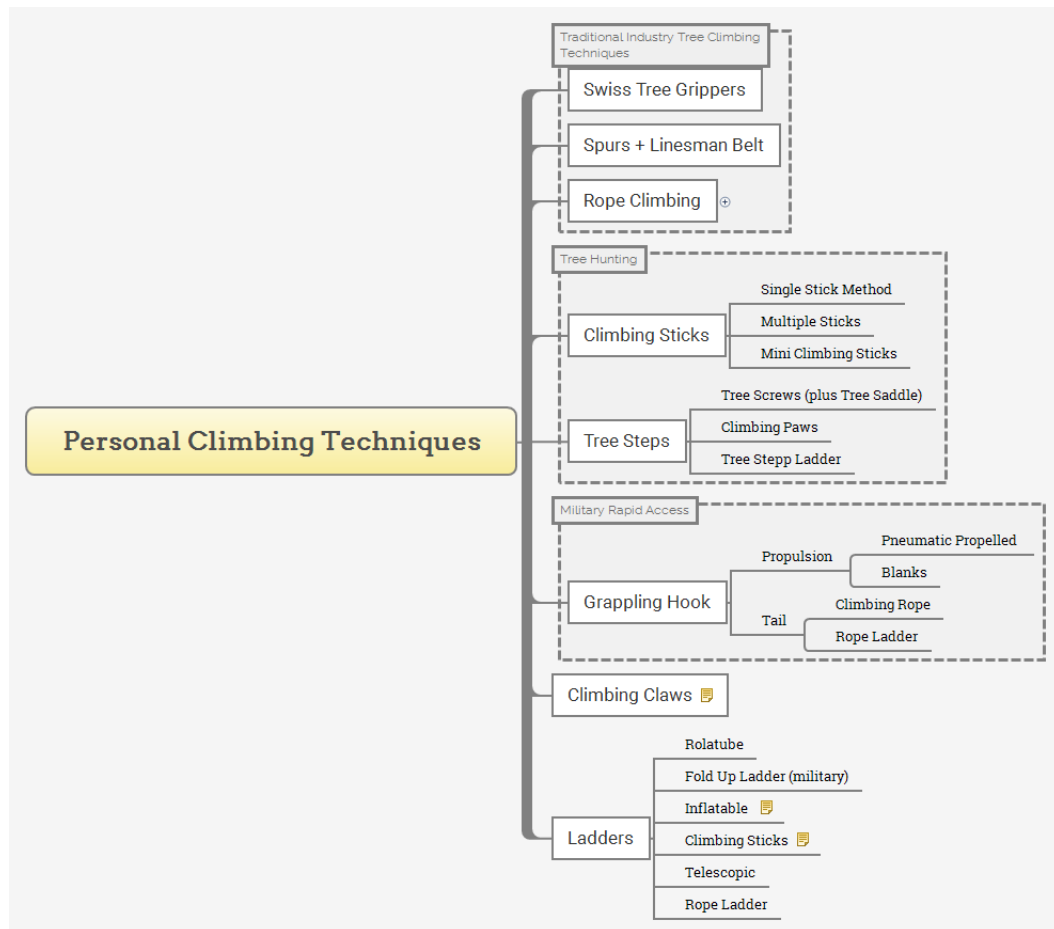 Traditional Industry Tree Climbing
Techniques
Swiss Tree Grippers
Spurs + Linesman Belt
Rope Climbing
Tree Hunting
Single Stick Method
Climbing Sticks
Multiple Sticks
Mini Climbing Sticks
Tree Screws (plus Tree Saddle)
Personal Climbing Techniques
Tree Steps
Climbing Paws
Tree Stepp Ladder
Military Rapid Access
Pneumatic Propelled
Propulsion
Blanks
Grappling Hook
Climbing Rope
Tail
Rope Ladder
Climbing Claws
Rolatube
Fold Up Ladder (military)
Inflatable
Ladders
Climbing Sticks
Telescopic
Rope Ladder